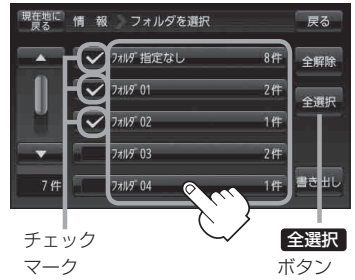 現在地に
戻る
情 報 フォルダを選択
戻る
ﾌｫﾙﾀﾞ 指定なし 8件
全解除
ﾌｫﾙﾀﾞ 01 2件
全選択
ﾌｫﾙﾀﾞ 02 1件
ﾌｫﾙﾀﾞ 03 2件
7件
ﾌｫﾙﾀﾞ 04 1件
書き出し
チェック
マーク
全選択
ボタン